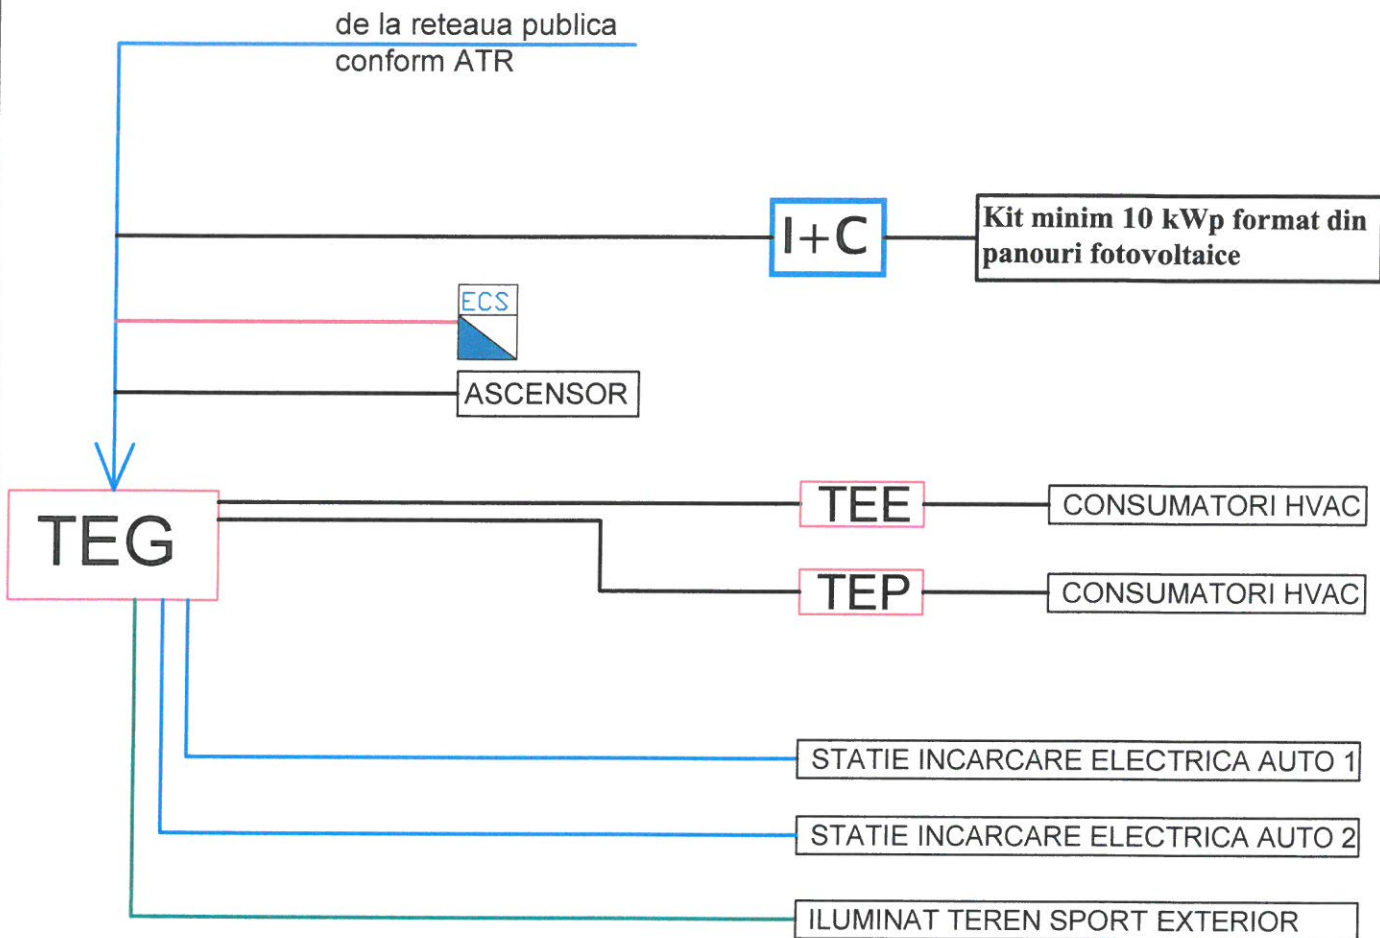 de la reteaua publica
conform ATR
I+C
Kit minim 10 kWp format din
panouri fotovoltaice
ECS
ASCENSOR
TEG
TEE
CONSUMATORI HVAC
TEP
CONSUMATORI HVAC
STATIE INCARCARE ELECTRICA AUTO 1
STATIE INCARCARE ELECTRICA AUTO 2
ILUMINAT TEREN SPORT EXTERIOR